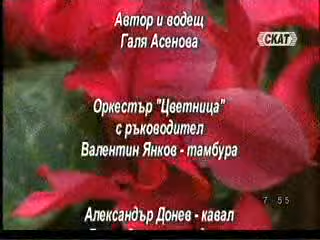 Автор и водещ
Галя Асенова
СКАТ
Оркестър "Цветница"
с ръководител
Валентин Янков - тамбура
7 55
Александър Донев - кавал